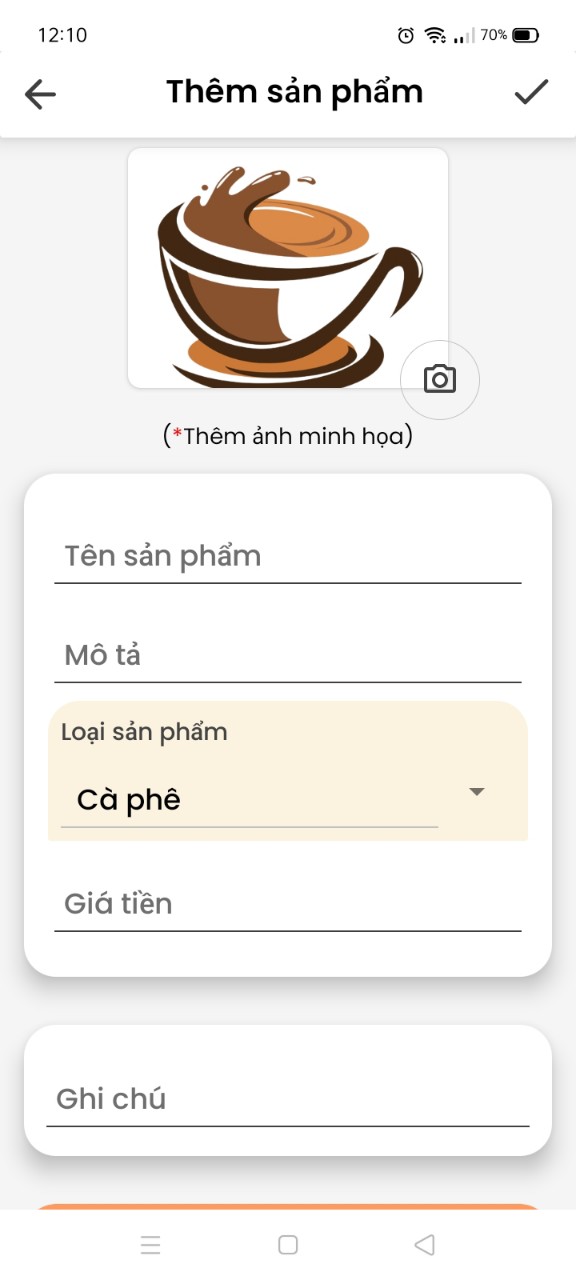 12:10
70%
Thêm sản phẩm
(*Thêm ảnh minh họa)
Tên sản phẩm
Mô tả
Loại sản phẩm
Cà phê
Giá tiền
Ghi chú